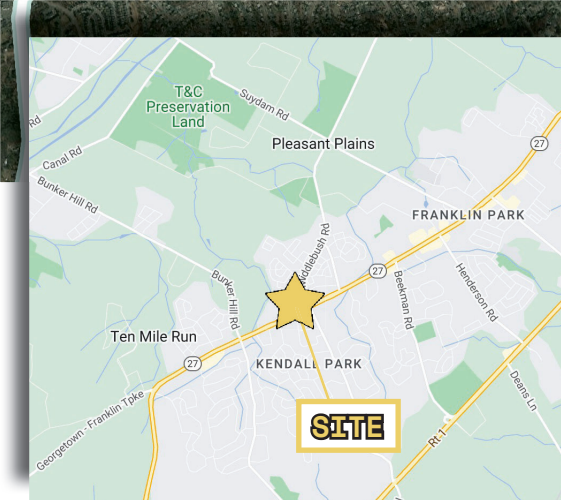 T&C
Preservation
Land
Suydam Rd
Rd
Canal Rd
Pleasant Plains
Bunker Hill Rd
FRANKLIN PARK
27
Middlebush Rd
27
Bunker Hill Rd
Beekman Rd
Henderson Rd
Ten Mile Run
KENDALL PARK
27
Georgetown - Franklin Tpke
Deans Ln
SITE
Rt 1